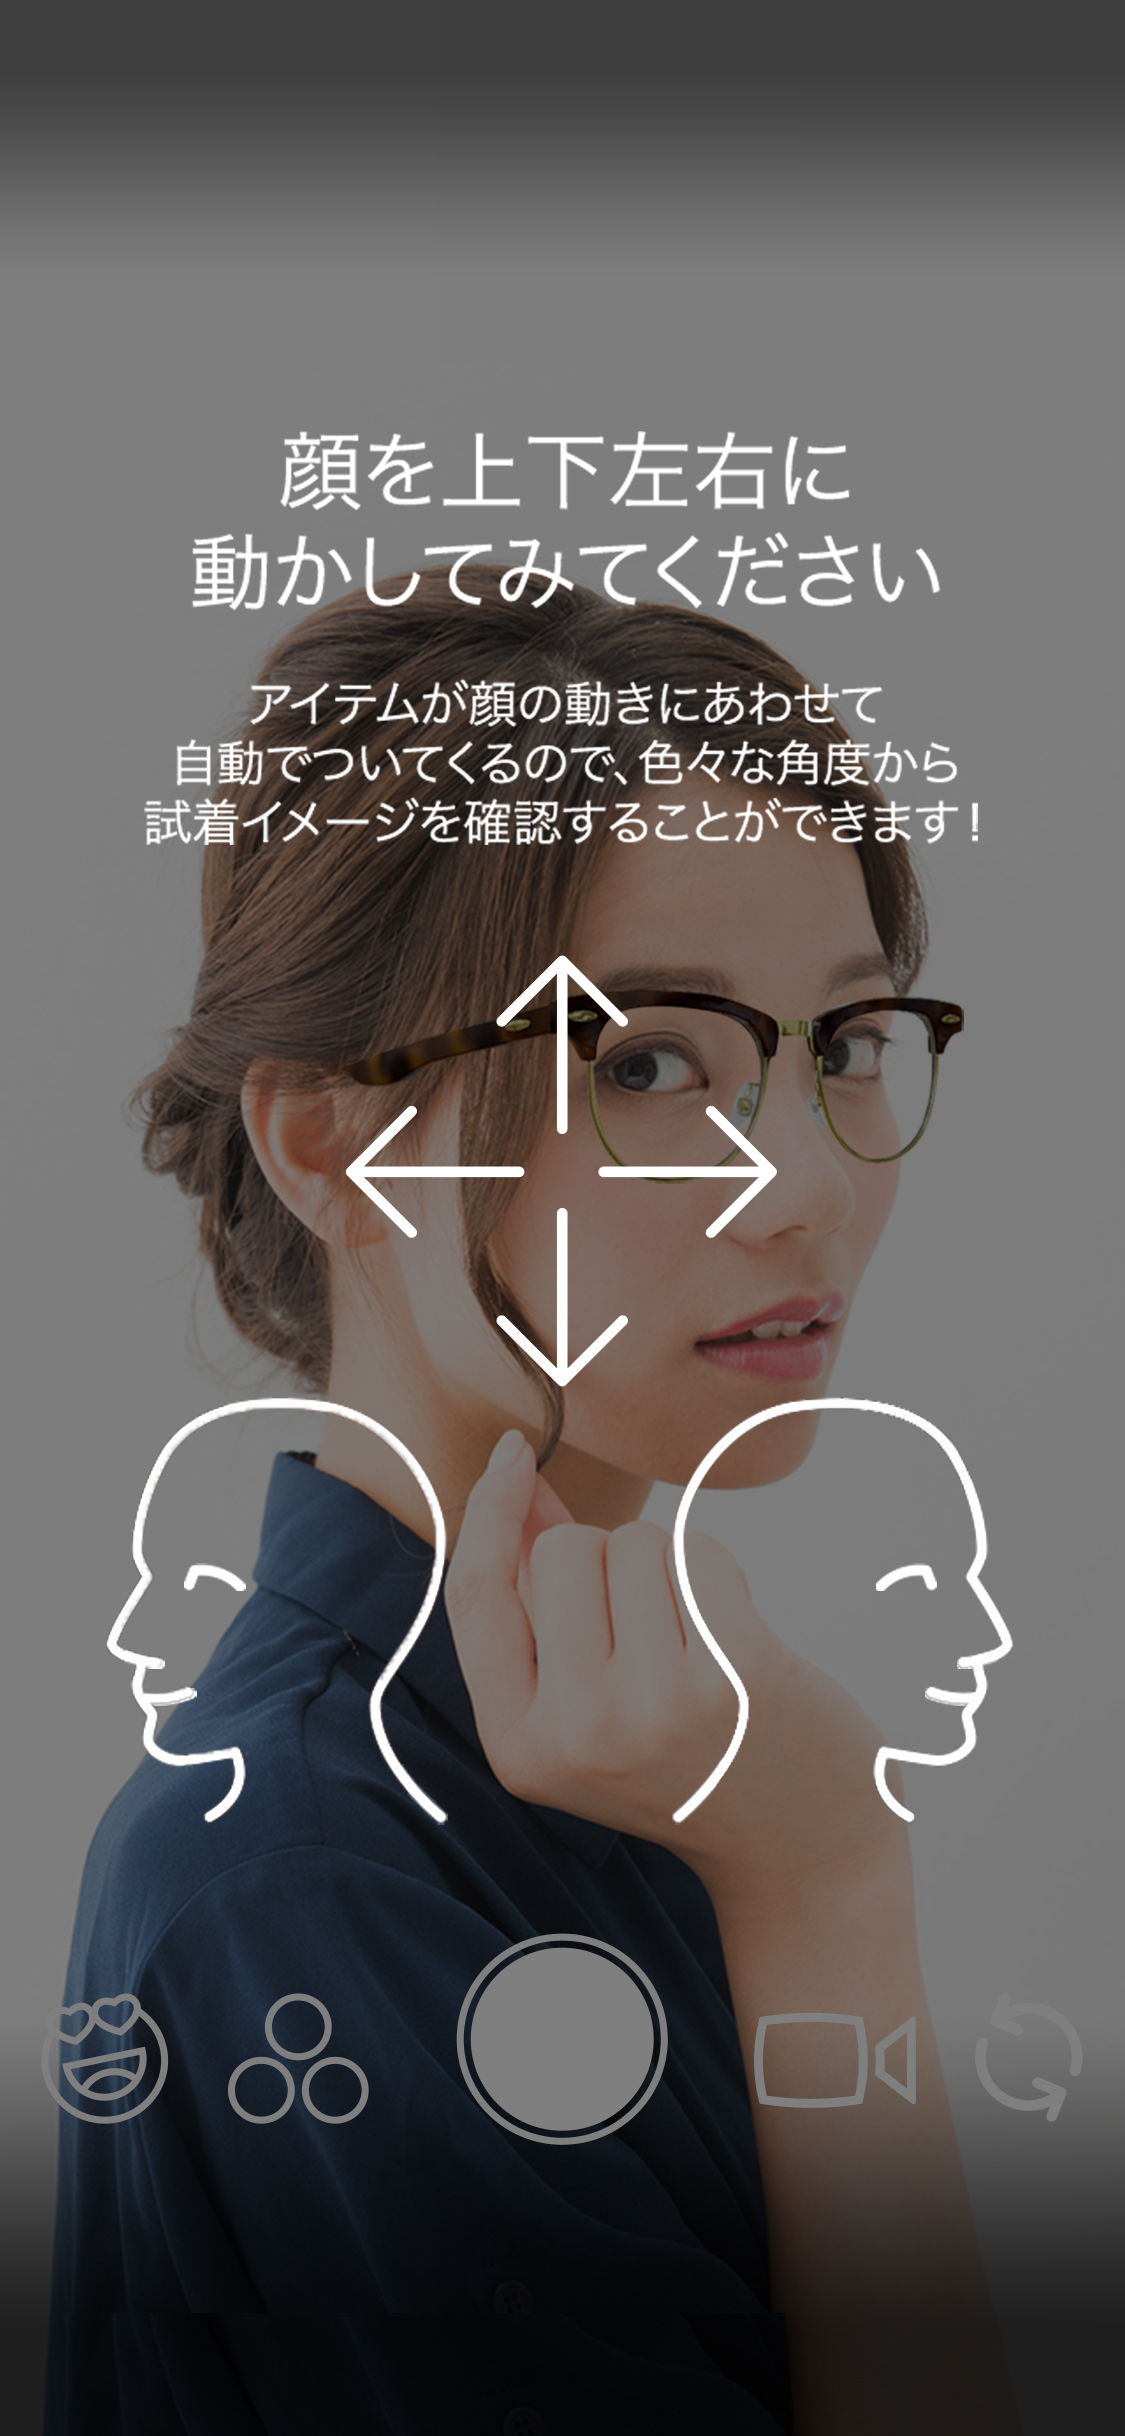 顔を上下左右に
動かしてみてください
アイテムが顔の動きにあわせて
自動でついてくるので、色々な角度から
試着イメージを確認することができます！